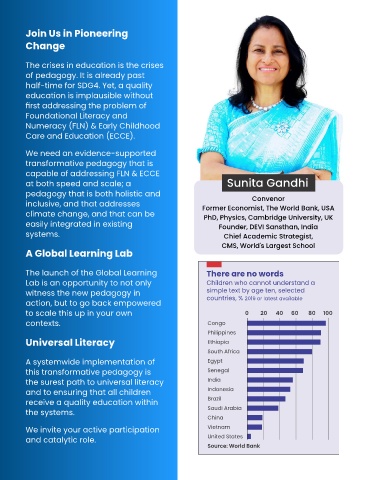 Join Us in Pioneering
Change
The crises in education is the crises
of pedagogy. It is already past
half-time for SDG4. Yet, a quality
education is implausible without
first addressing the problem of
Foundational Literacy and
Numeracy (FLN) & Early Childhood
Care and Education (ECCE).
We need an evidence-supported
transformative pedagogy that is
capable of addressing FLN & ECCE
at both speed and scale; a
pedagogy that is both holistic and
inclusive, and that addresses
climate change, and that can be
easily integrated in existing
systems.
A Global Learning Lab
The launch of the Global Learning
Lab is an opportunity to not only
witness the new pedagogy in
action, but to go back empowered
to scale this up in your own
contexts.
Universal Literacy
A systemwide implementation of
this transformative pedagogy is
the surest path to universal literacy
and to ensuring that all children
receive a quality education within
the systems.
We invite your active participation
and catalytic role.
Sunita Gandhi
Convenor
Former Economist, The World Bank, USA
PhD, Physics, Cambridge University, UK
Founder, DEVI Sansthan, India
Chief Academic Strategist,
CMS, World's Largest School
There are no words
Children who cannot understand a
simple text by age ten, selected
countries, % 2019 or latest available
0 20 40 60 80 100
Congo
Philippines
Ethiopia
South Africa
Egypt
Senegal
India
Indonesia
Brazil
Saudi Arabia
China
Vietnam
United States
Source: World Bank